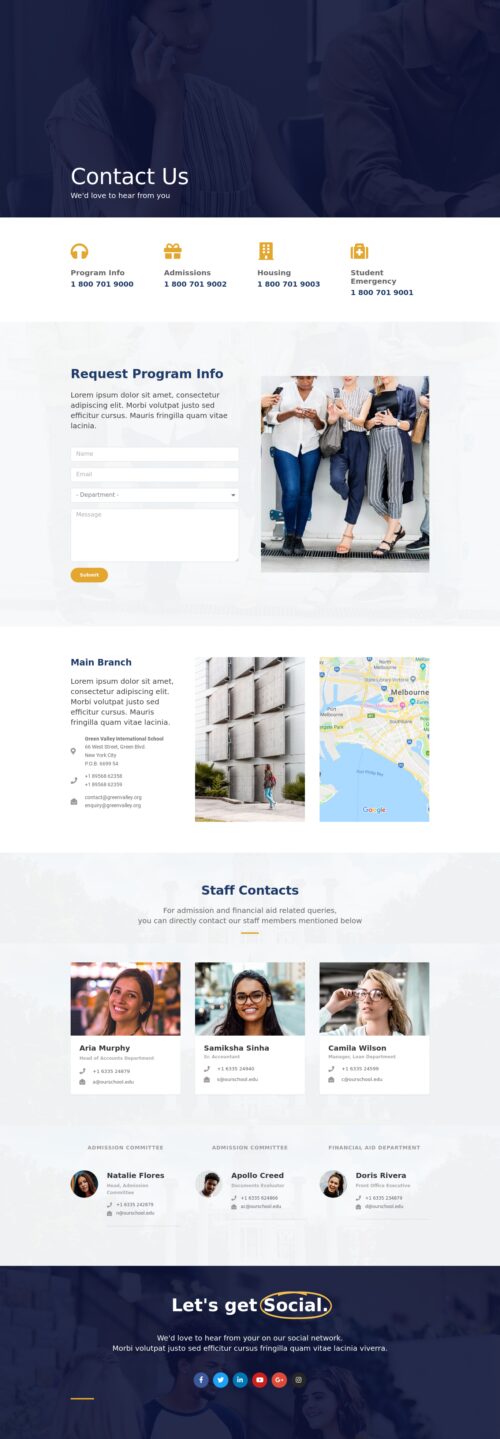 Contact Us
We'd love to hear from you
Program Info
1 800 701 9000
Admissions
1 800 701 9002
Housing
1 800 701 9003
Student
Emergency
1 800 701 9001
Request Program Info
Lorem ipsum dolor sit amet, consectetur
adipiscing elit. Morbi volutpat justo sed
efficitur cursus. Mauris fringilla quam vitae
lacinia.
Name
Email
- Department -
Message
Submit
Main Branch
Lorem ipsum dolor sit amet,
consectetur adipiscing elit.
Morbi volutpat justo sed
efficitur cursus. Mauris
fringilla quam vitae lacinia.
Green Valley International School
66 West Street, Green Blvd
New York City
P.O.B. 6699 54
+1 89568 62358
+1 89568 62359
contact@greenvalley.org
enquiry@greenvalley.org
North
Melbourne
State Library Victoria
Melbourne
Port
Melbourne
Southbank
Google
Staff Contacts
For admission and financial aid related queries,
you can directly contact our staff members mentioned below
Aria Murphy
Head of Accounts Department
+1 6335 24879
a@ourschool.edu
Samiksha Sinha
Sr. Accountant
+1 6335 24940
s@ourschool.edu
Camila Wilson
Manager, Loan Department
+1 6335 24599
c@ourschool.edu
ADMISSION COMMITTEE
Natalie Flores
Head, Admission
Committee
+1 6335 242879
n@ourschool.edu
ADMISSION COMMITTEE
Apollo Creed
Documents Evaluator
+1 6335 624866
ac@ourschool.edu
FINANCIAL AID DEPARTMENT
Doris Rivera
Front Office Executive
+1 6335 234879
d@ourschool.edu
Let's get Social.
We'd love to hear from your on our social network.
Morbi volutpat justo sed efficitur cursus fringilla quam vitae lacinia viverra.